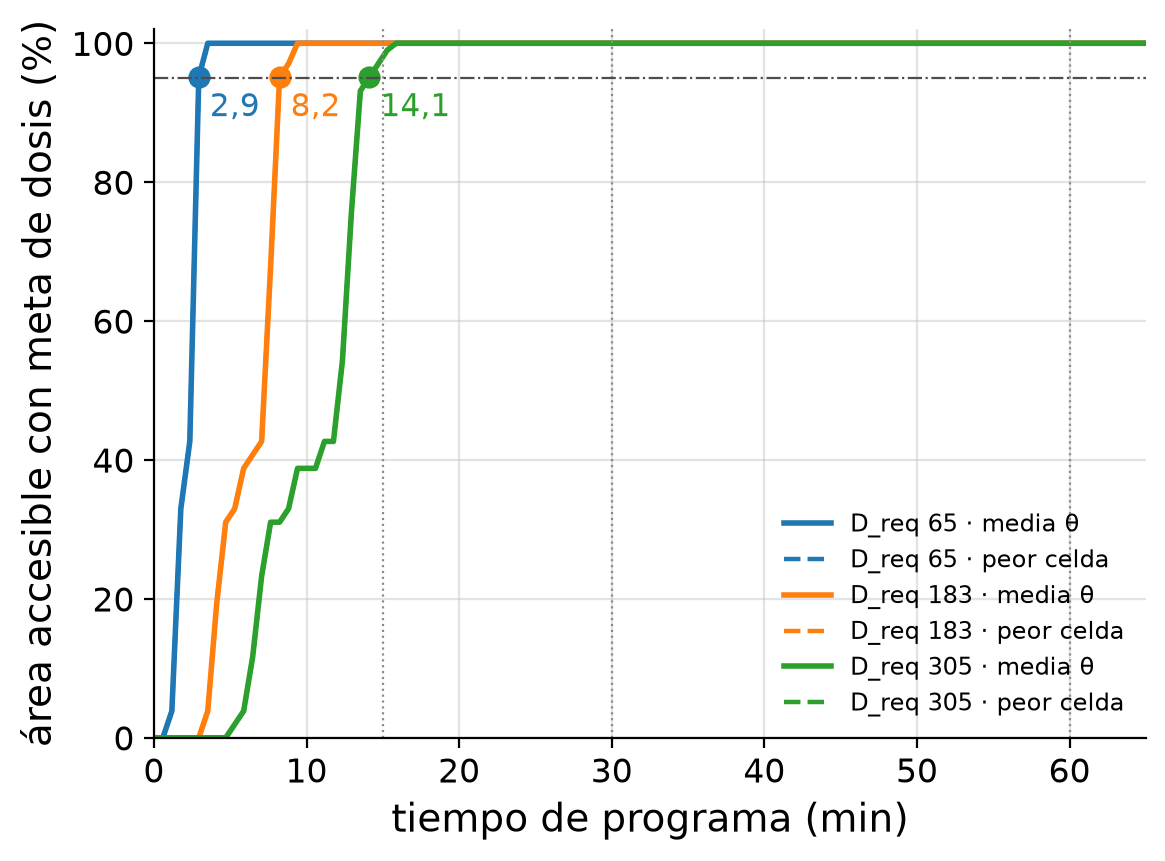 área accesible con meta de dosis (%)
100
80
60
40
20
0
2,9
8,2
14,1
D_req 65 · media θ
D_req 65 · peor celda
D_req 183 · media θ
D_req 183 · peor celda
D_req 305 · media θ
D_req 305 · peor celda
0 10 20 30 40 50 60
tiempo de programa (min)